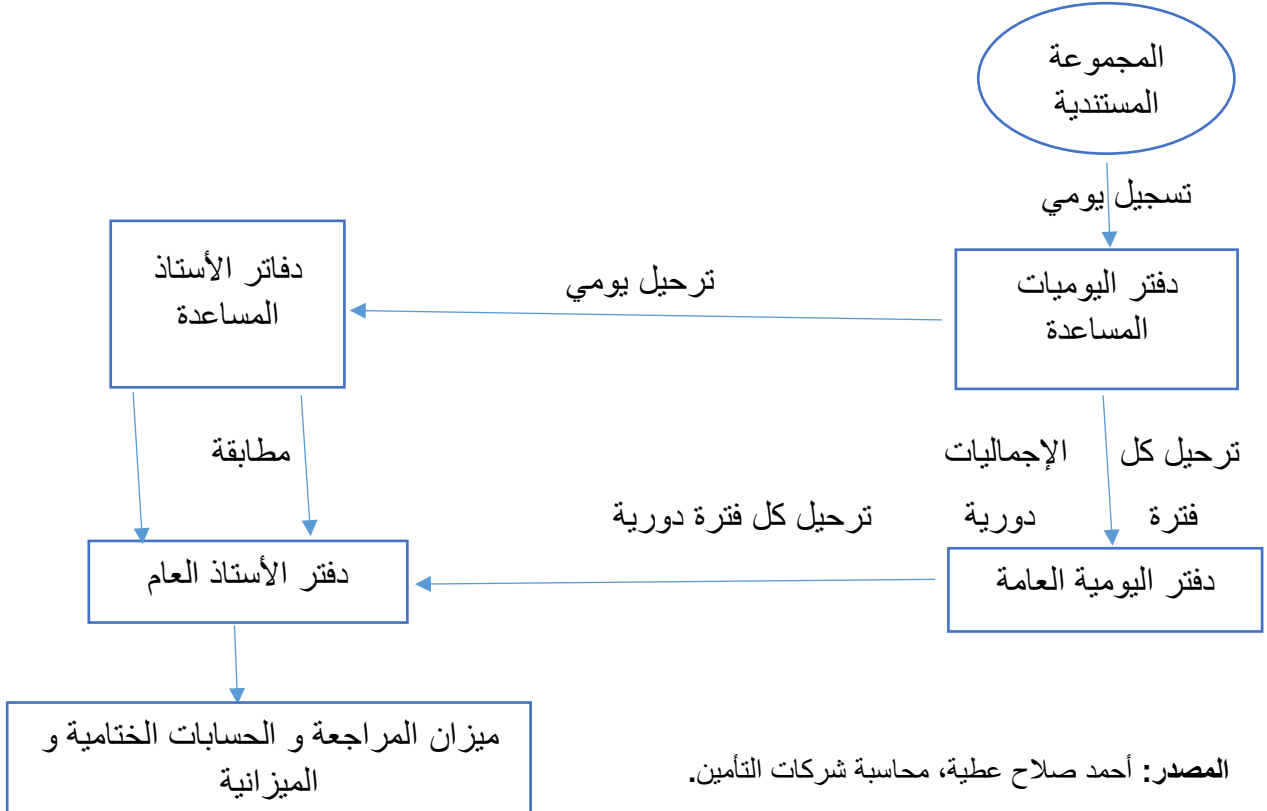 المجموعة
المستندية
تسجيل يومي
دفتر اليوميات
المساعدة
ترحيل يومي
دفاتر الأستاذ
المساعدة
ترحيل كل الإجماليات
فترة دورية
مطابقة
ترحيل كل فترة دورية
دفتر اليومية العامة
دفتر الأستاذ العام
ميزان المراجعة و الحسابات الختامية و
الميزانية
المصدر: أحمد صلاح عطية، محاسبة شركات التأمين.